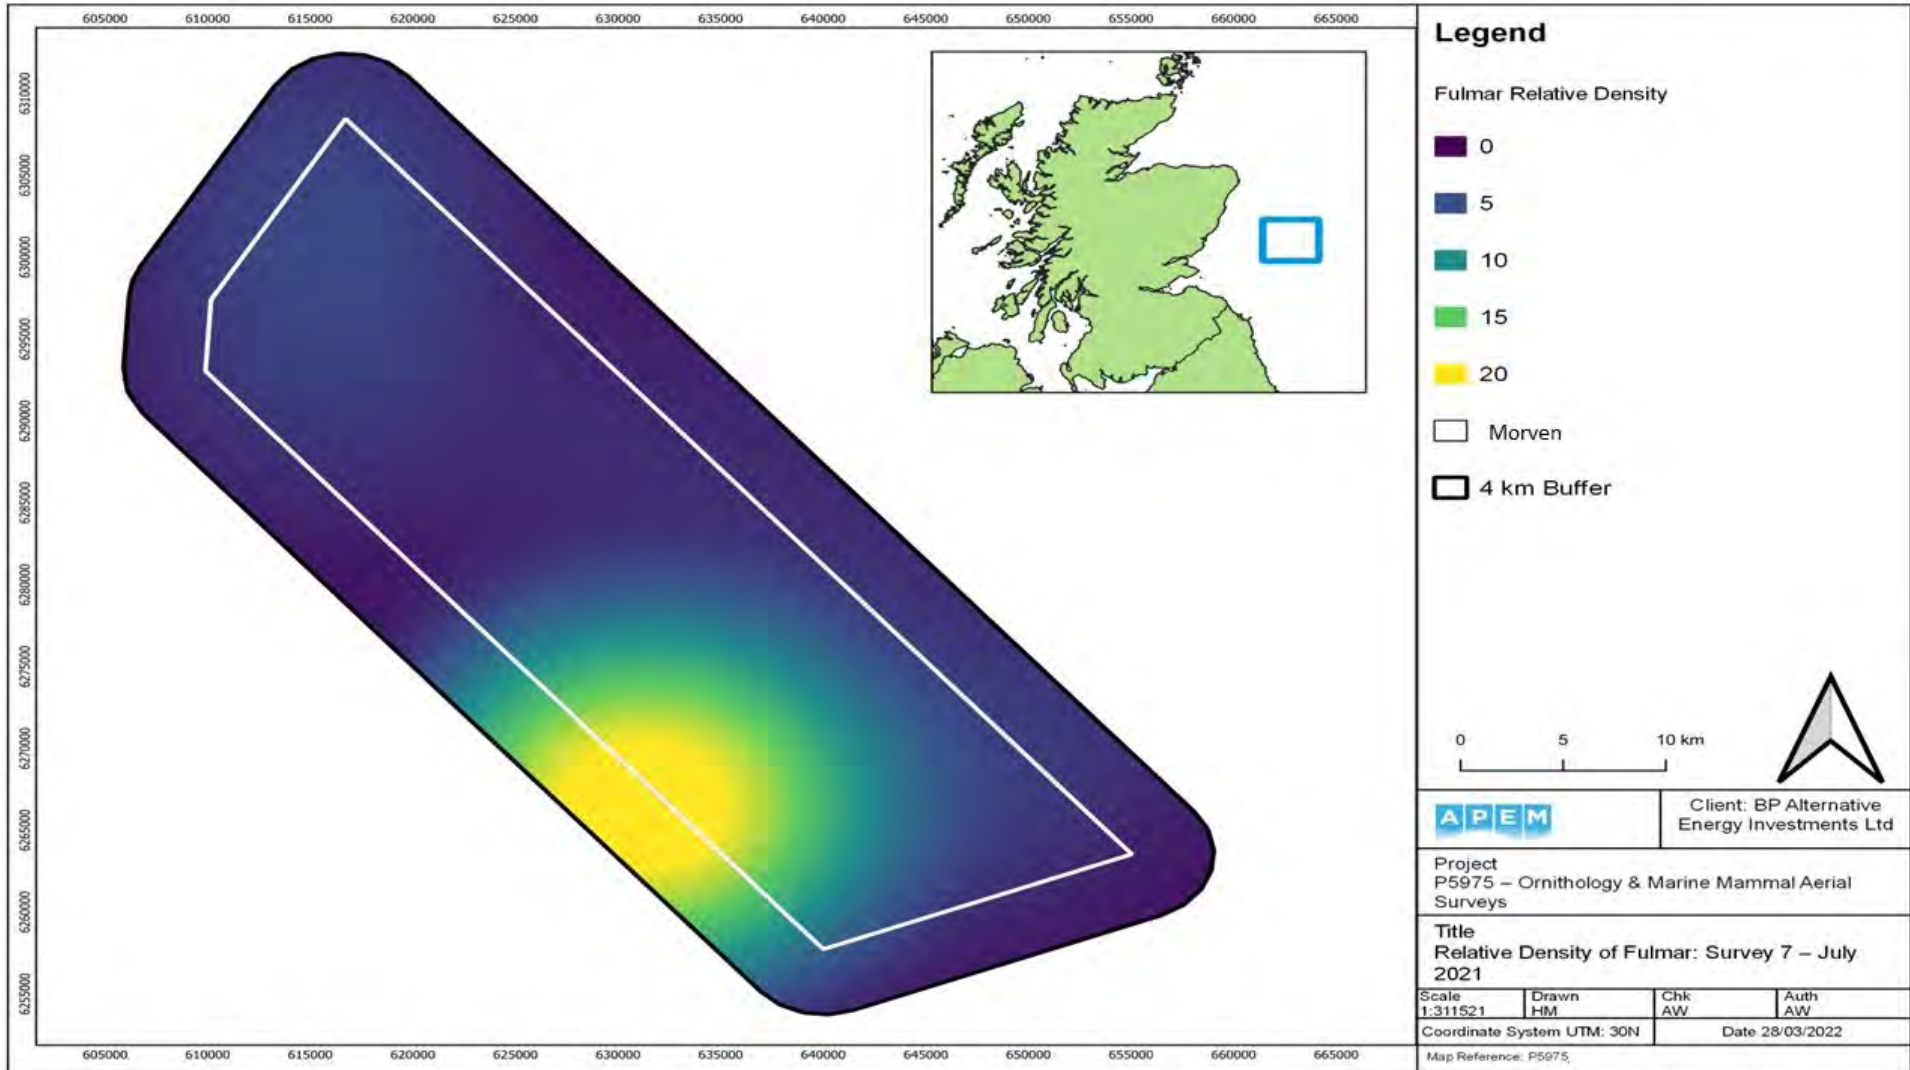 605000 610000 615000 620000 625000 630000 635000 640000 645000 650000 655000 660000 665000
6310000
6305000
6300000
6295000
6290000
6285000
6280000
6275000
6270000
6265000
6260000
6255000
605000 610000 615000 620000 625000 630000 635000 640000 645000 650000 655000 660000 665000
Legend
Fulmar Relative Density
0
5
10
15
20
Morven
4 km Buffer
0 5 10 km
APEM
Client: BP Alternative
Energy Investments Ltd
Project
P5975 – Ornithology & Marine Mammal Aerial
Surveys
Title
Relative Density of Fulmar: Survey 7 – July
2021
Scale Drawn Chk Auth
1:311521 HM AW AW
Coordinate System UTM: 30N Date 28/03/2022
Map Reference: P5975